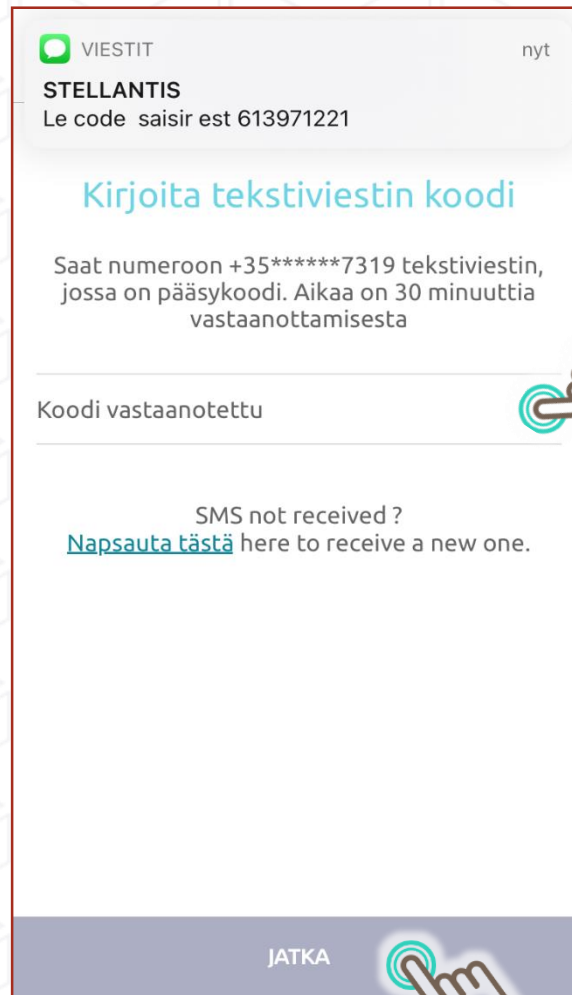 VIESTIT nyt
STELLANTIS
Le code saisir est 613971221
Kirjoita tekstiviestin koodi
Saat numeroon +35******7319 tekstiviestin,
jossa on pääsykoodi. Aikaa on 30 minuuttia
vastaanottamisesta
Koodi vastaanotettu
SMS not received ?
Napsauta tästä here to receive a new one.
JATKA